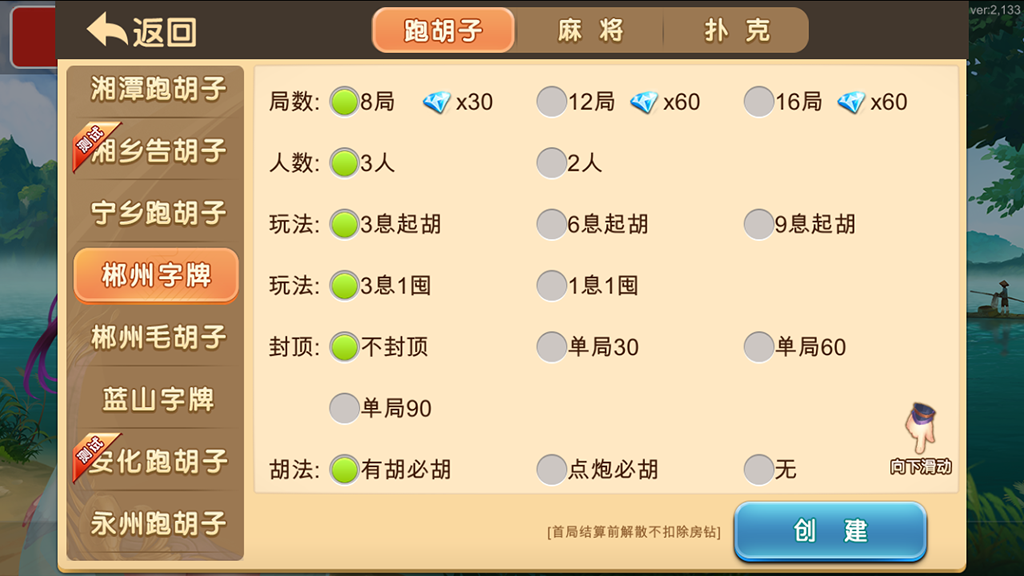 返回
跑胡子 麻将 扑克
ver:2,133
湘潭跑胡子
测试
湘乡告胡子
宁乡跑胡子
郴州字牌
郴州毛胡子
蓝山字牌
测试
安化跑胡子
永州跑胡子
局数: 8局 x30 12局 x60 16局 x60
人数: 3人 2人
玩法: 3息起胡 6息起胡 9息起胡
玩法: 3息1囤 1息1囤
封顶: 不封顶 单局30 单局60
单局90
胡法: 有胡必胡 点炮必胡 无
向下滑动
[首局结算前解散不扣除房钻]
创建